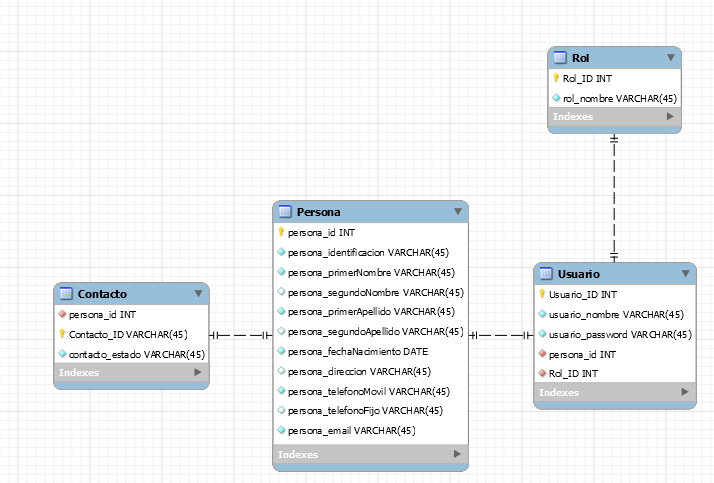 Rol
Rol_ID INT
rol_nombre VARCHAR(45)
Indexes
Persona
persona_id INT
persona_identificacion VARCHAR(45)
persona_primerNombre VARCHAR(45)
persona_segundoNombre VARCHAR(45)
persona_primerApellido VARCHAR(45)
persona_segundoApellido VARCHAR(45)
persona_fechaNacimiento DATE
persona_direccion VARCHAR(45)
persona_telefonoMovil VARCHAR(45)
persona_telefonoFijo VARCHAR(45)
persona_email VARCHAR(45)
Indexes
Usuario
Usuario_ID INT
usuario_nombre VARCHAR(45)
usuario_password VARCHAR(45)
persona_id INT
Rol_ID INT
Indexes
Contacto
persona_id INT
Contacto_ID VARCHAR(45)
contacto_estado VARCHAR(45)
Indexes